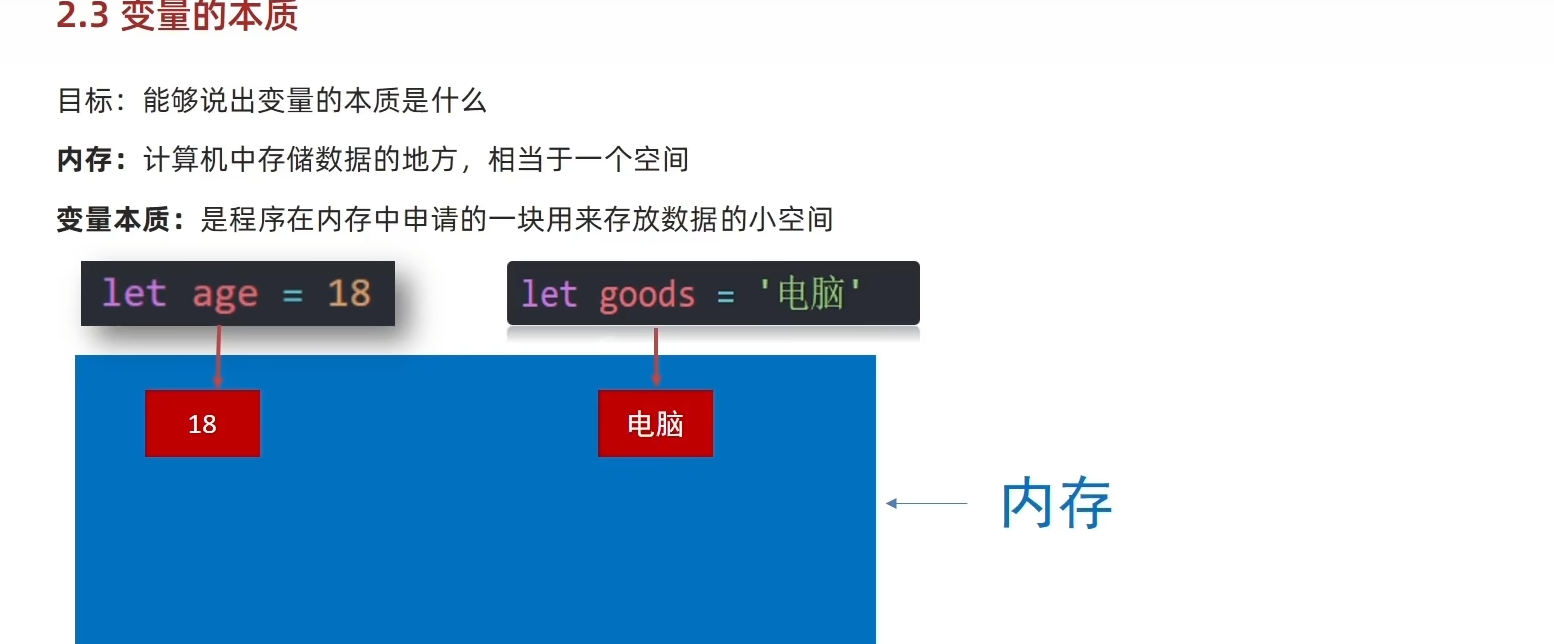 2.3 变量的本质
目标：能够说出变量的本质是什么
内存：计算机中存储数据的地方，相当于一个空间
变量本质：是程序在内存中申请的一块用来存放数据的小空间
let age = 18
let goods = '电脑'
18
电脑
内存